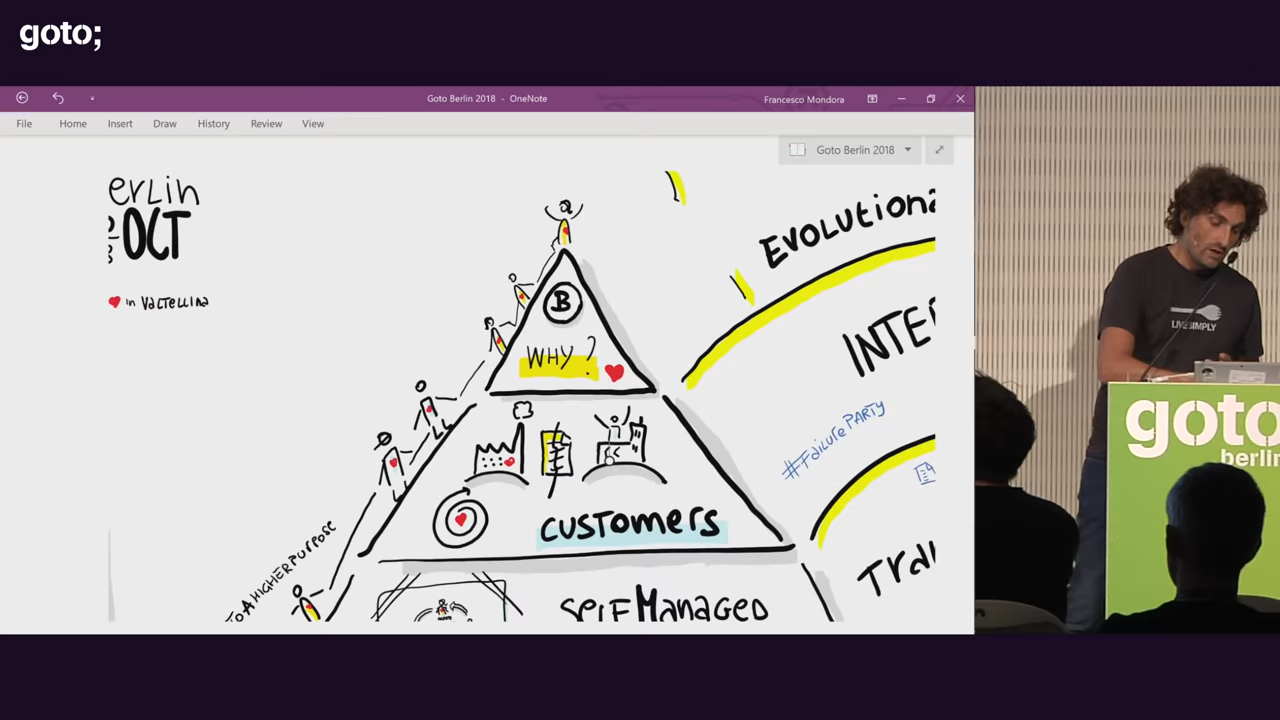 goto;
Goto Berlin 2018 - OneNote
Francesco Mondora
File Home Insert Draw History Review View
Goto Berlin 2018
erlin
OCT
in VALTELLINA
B
WHY?
CUSTOMERS
TO A HIGHER PURPOSE
SELF MANAGED
EVOLUTIONA
INTE
#FAILURE PARTY
TRA
LIVE SIMPLY
goto
berlin